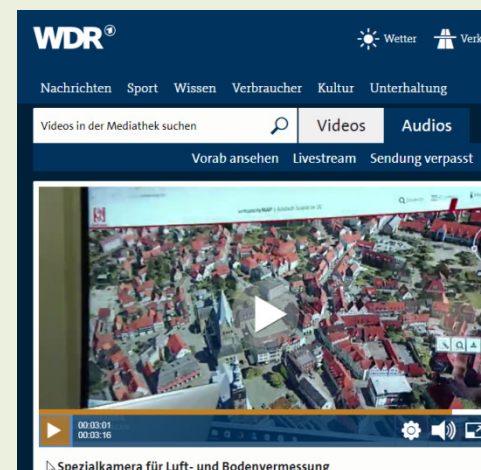 WDR®
Wetter
Nachrichten Sport Wissen Verbraucher Kultur Unterhaltung
Videos in der Mediathek suchen Videos Audios
Vorab ansehen Livestream Sendung verpasst
00:03:01
00:03:16
Spezialkamera für Luft- und Bodenvermessung